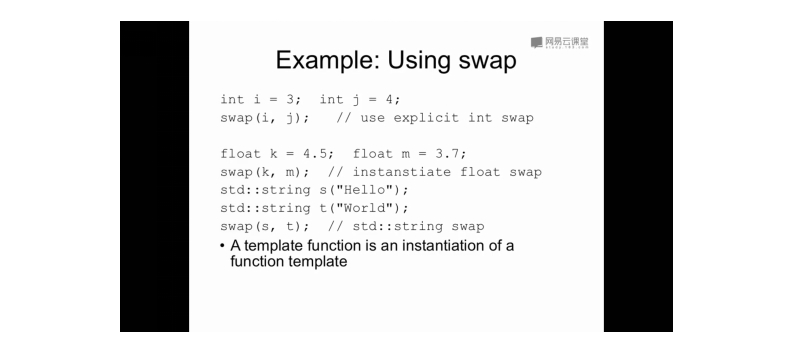 网易云课堂
Example: Using swap
int i = 3;  int j = 4;
swap(i, j);   // use explicit int swap
float k = 4.5;  float m = 3.7;
swap(k, m);  // instanstiate float swap
std::string s("Hello");
std::string t("World");
swap(s, t);  // std::string swap
• A template function is an instantiation of a
function template